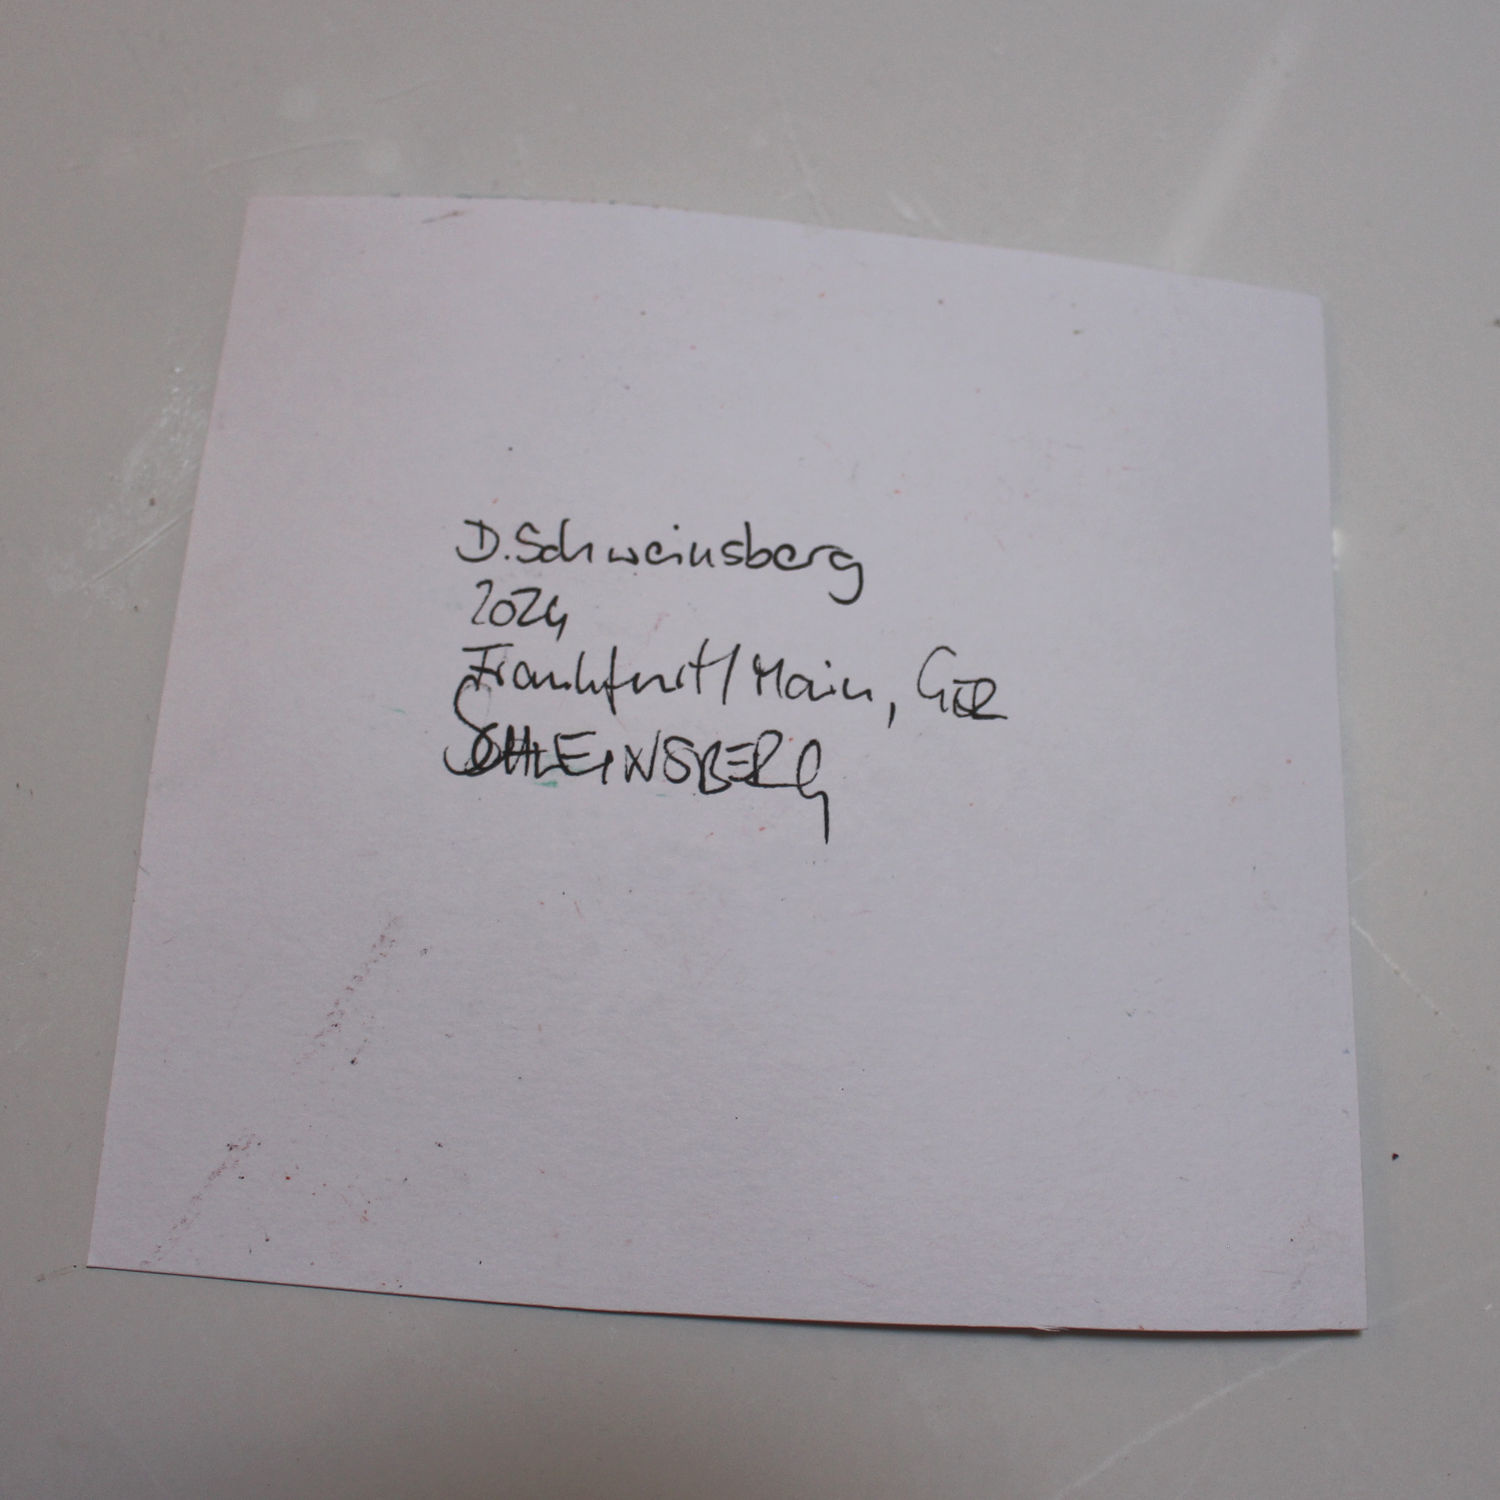 D. Schweinsberg
2024
Frankfurt/Main, GER
SCHWEINSBERG